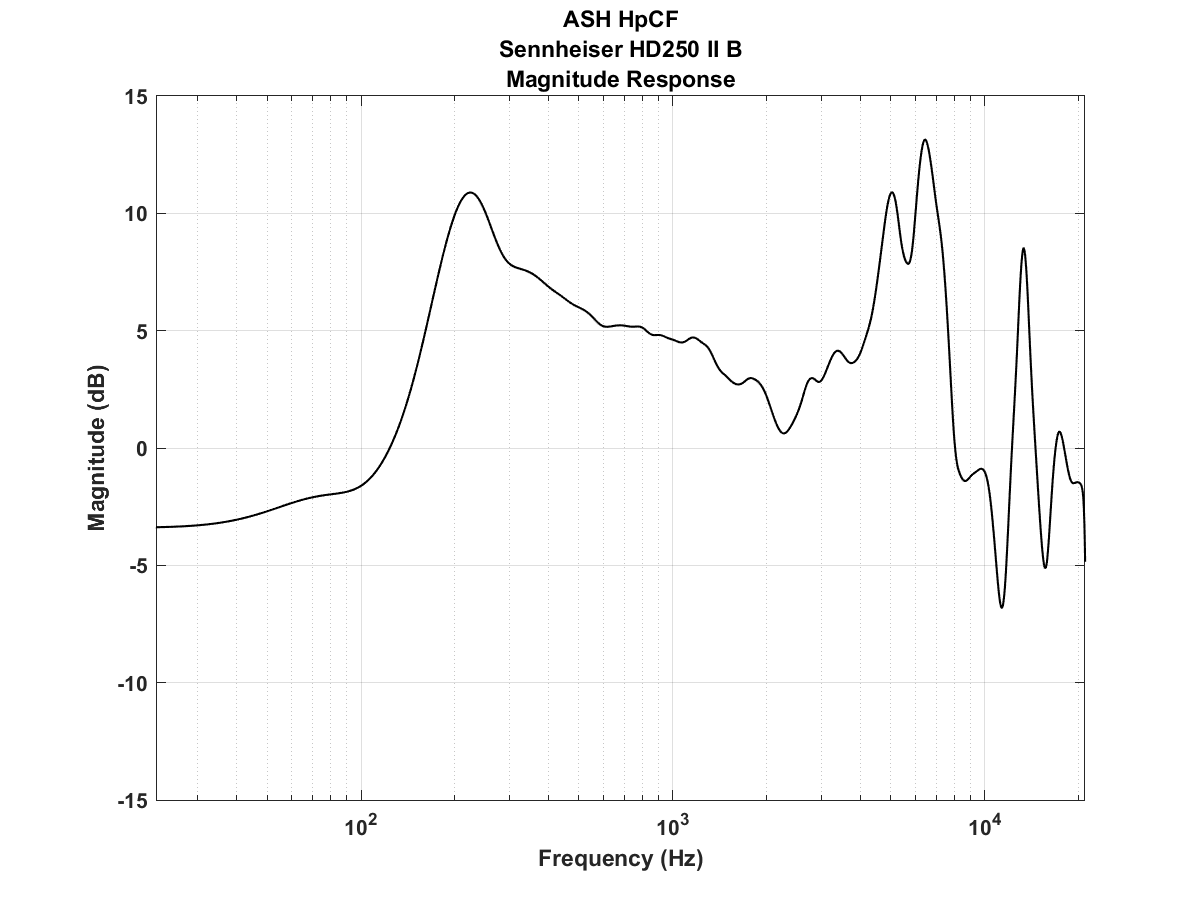 ASH HpCF
Sennheiser HD250 II B
Magnitude Response
15
10
5
0
-5
-10
-15
Magnitude (dB)
10²
10³
10⁴
Frequency (Hz)